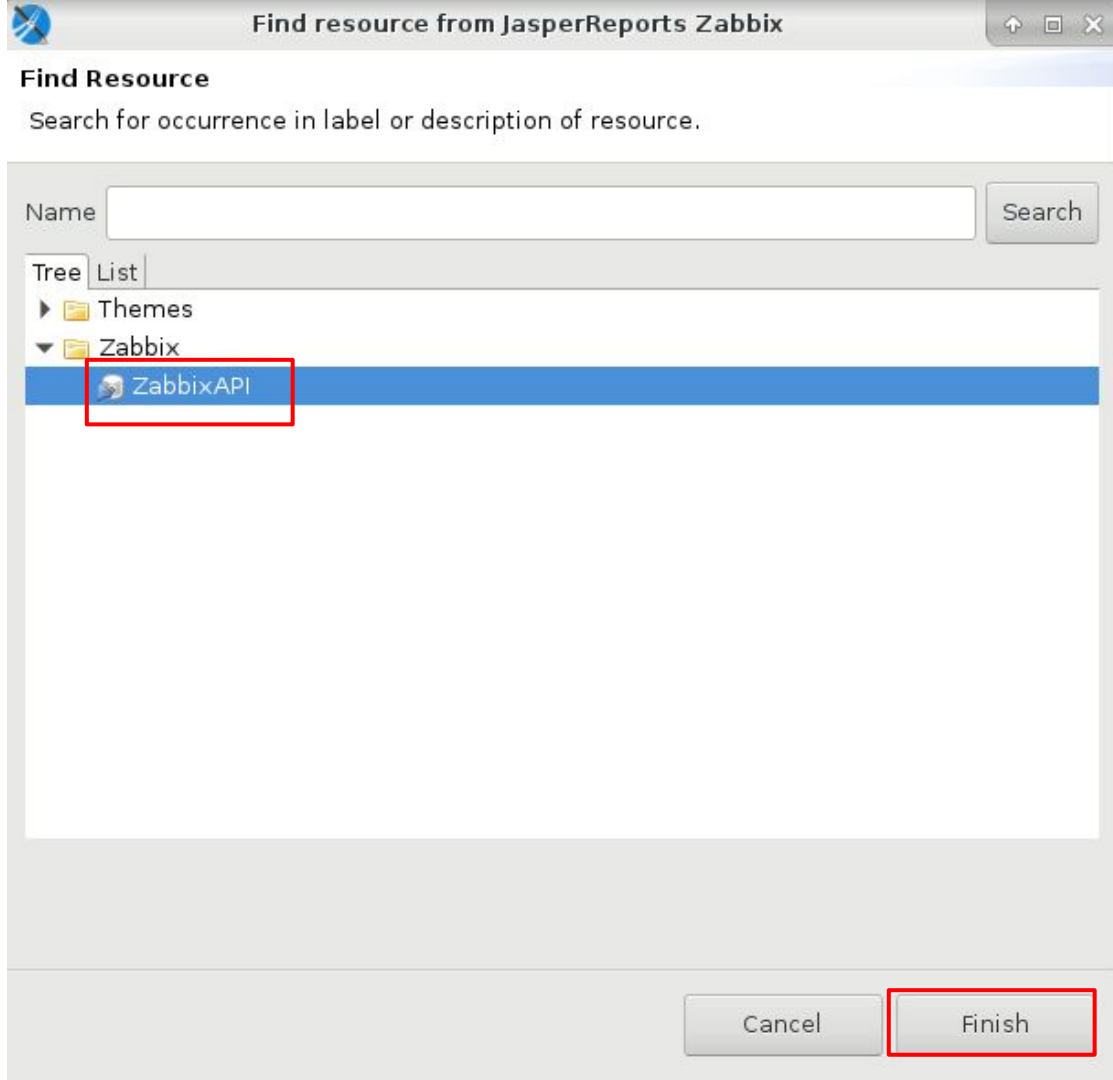 Find resource from JasperReports Zabbix
Find Resource
Search for occurrence in label or description of resource.
Name
Search
Tree List
Themes
Zabbix
ZabbixAPI
Cancel Finish